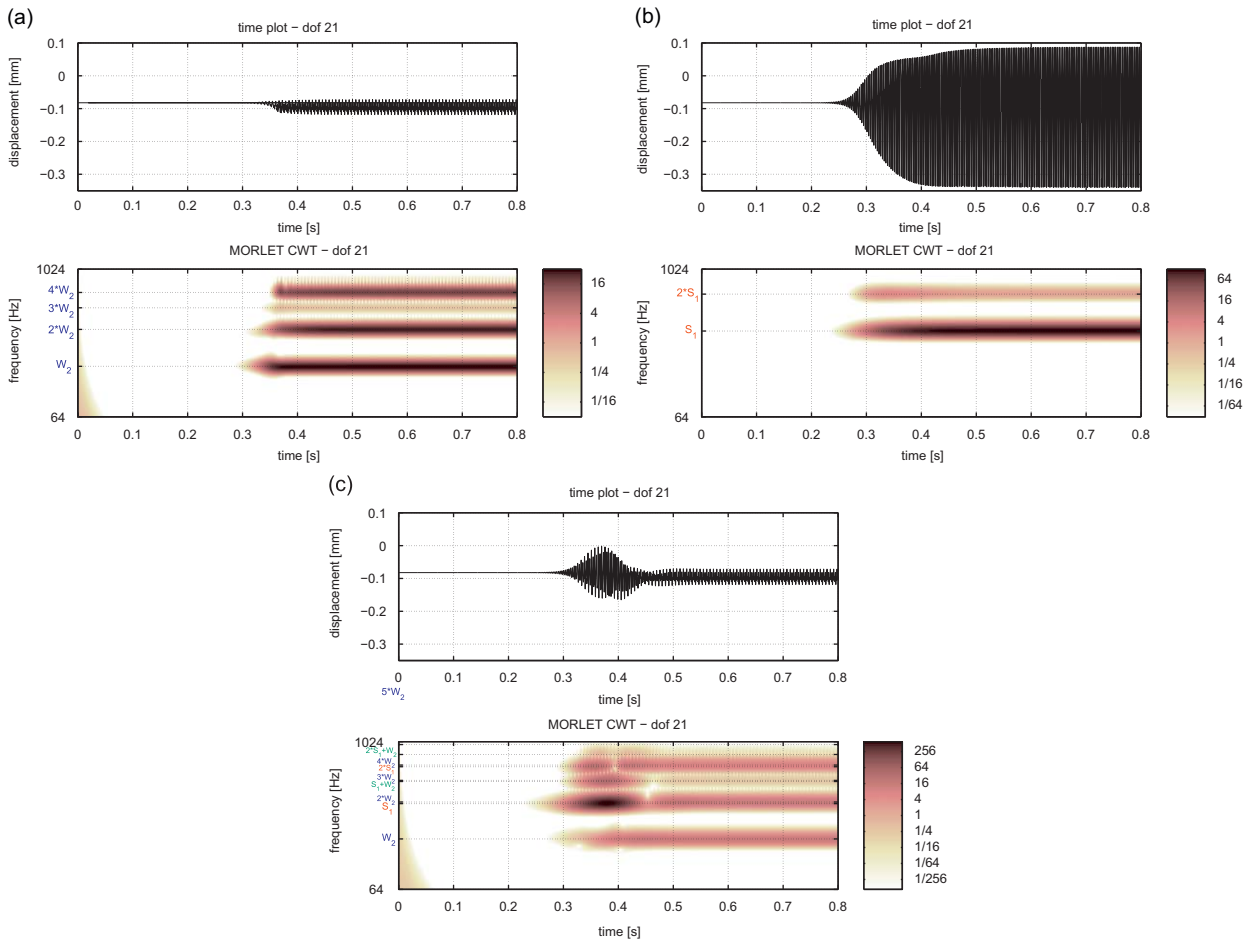 (a)
time plot − dof 21
0.1
0
−0.1
−0.2
−0.3
displacement [mm]
0 0.1 0.2 0.3 0.4 0.5 0.6 0.7 0.8
time [s]
MORLET CWT − dof 21
1024
4*W2
3*W2
2*W2
W2
64
frequency [Hz]
0 0.1 0.2 0.3 0.4 0.5 0.6 0.7 0.8
time [s]
16
4
1
1/4
1/16
(b)
time plot − dof 21
0.1
0
−0.1
−0.2
−0.3
displacement [mm]
0 0.1 0.2 0.3 0.4 0.5 0.6 0.7 0.8
time [s]
MORLET CWT − dof 21
1024
2*S1
S1
64
frequency [Hz]
0 0.1 0.2 0.3 0.4 0.5 0.6 0.7 0.8
time [s]
64
16
4
1
1/4
1/16
1/64
(c)
time plot − dof 21
0.1
0
−0.1
−0.2
−0.3
displacement [mm]
0 0.1 0.2 0.3 0.4 0.5 0.6 0.7 0.8
time [s]
5*W2
MORLET CWT − dof 21
1024
2*S1+W2
4*W2
2*S1
3*W2
S1+W2
2*W2
S1
W2
64
frequency [Hz]
0 0.1 0.2 0.3 0.4 0.5 0.6 0.7 0.8
time [s]
256
64
16
4
1
1/4
1/16
1/64
1/256